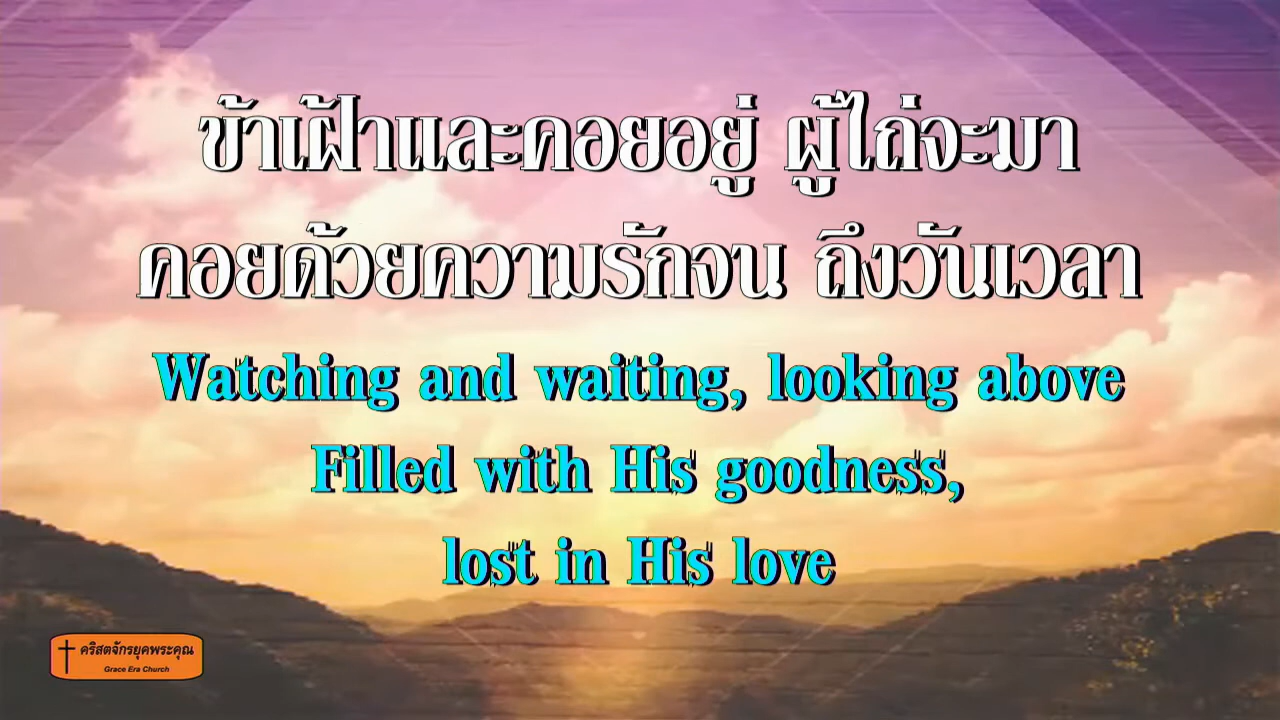 ข้าเฝ้าและคอยอยู่ ผู้ไถ่จะมา
คอยด้วยความรักจน ถึงวันเวลา
Watching and waiting, looking above
Filled with His goodness,
lost in His love
คริสตจักรยุคพระคุณ
Grace Era Church